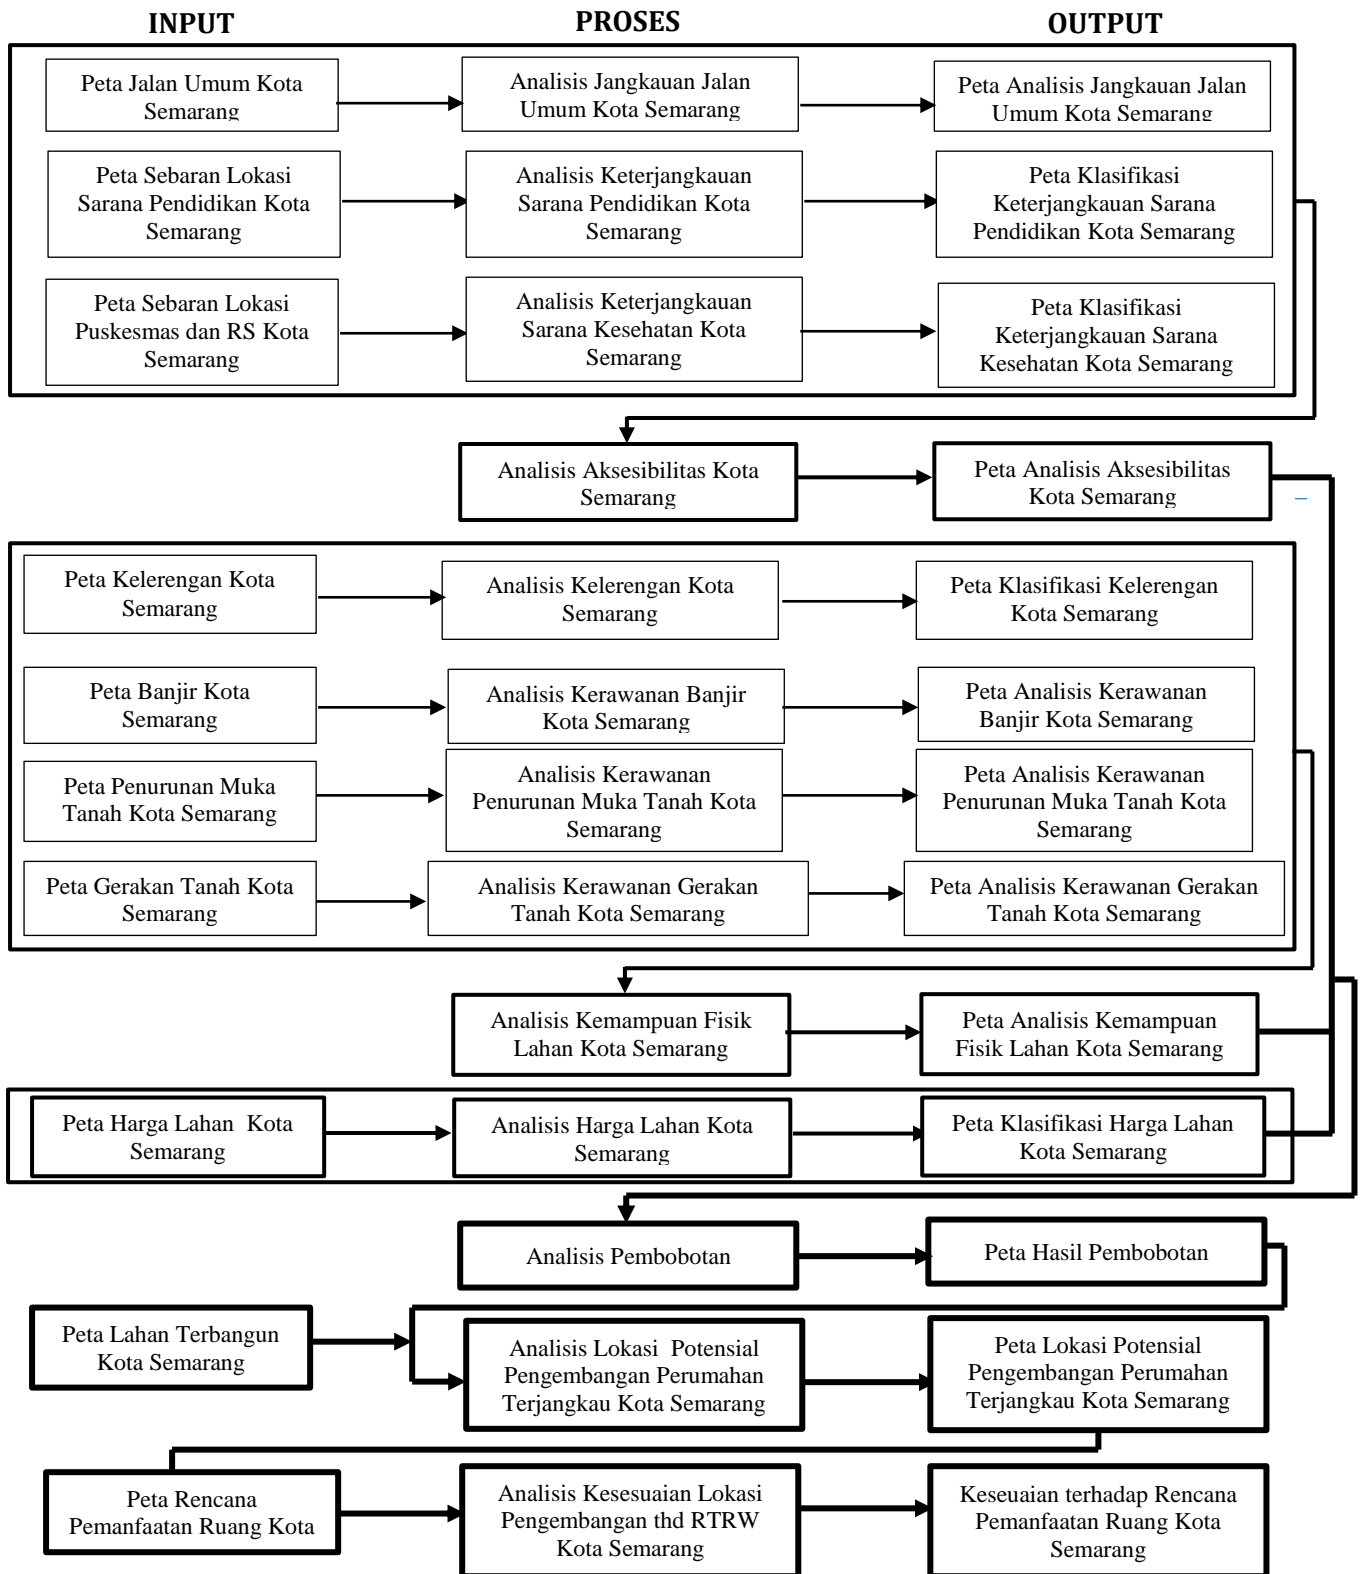 INPUT
PROSES
OUTPUT
Peta Jalan Umum Kota
Semarang
Analisis Jangkauan Jalan
Umum Kota Semarang
Peta Analisis Jangkauan Jalan
Umum Kota Semarang
Peta Sebaran Lokasi
Sarana Pendidikan Kota
Semarang
Analisis Keterjangkauan
Sarana Pendidikan Kota
Semarang
Peta Klasifikasi
Keterjangkauan Sarana
Pendidikan Kota Semarang
Peta Sebaran Lokasi
Puskesmas dan RS Kota
Semarang
Analisis Keterjangkauan
Sarana Kesehatan Kota
Semarang
Peta Klasifikasi
Keterjangkauan Sarana
Kesehatan Kota Semarang
Analisis Aksesibilitas Kota
Semarang
Peta Analisis Aksesibilitas
Kota Semarang
Peta Kelerengan Kota
Semarang
Analisis Kelerengan Kota
Semarang
Peta Klasifikasi Kelerengan
Kota Semarang
Peta Banjir Kota
Semarang
Analisis Kerawanan Banjir
Kota Semarang
Peta Analisis Kerawanan
Banjir Kota Semarang
Peta Penurunan Muka
Tanah Kota Semarang
Analisis Kerawanan
Penurunan Muka Tanah Kota
Semarang
Peta Analisis Kerawanan
Penurunan Muka Tanah Kota
Semarang
Peta Gerakan Tanah Kota
Semarang
Analisis Kerawanan Gerakan
Tanah Kota Semarang
Peta Analisis Kerawanan Gerakan
Tanah Kota Semarang
Analisis Kemampuan Fisik
Lahan Kota Semarang
Peta Analisis Kemampuan
Fisik Lahan Kota Semarang
Peta Harga Lahan Kota
Semarang
Analisis Harga Lahan Kota
Semarang
Peta Klasifikasi Harga Lahan
Kota Semarang
Analisis Pembobotan
Peta Hasil Pembobotan
Peta Lahan Terbangun
Kota Semarang
Analisis Lokasi Potensial
Pengembangan Perumahan
Terjangkau Kota Semarang
Peta Lokasi Potensial
Pengembangan Perumahan
Terjangkau Kota Semarang
Peta Rencana
Pemanfaatan Ruang Kota
Analisis Kesesuaian Lokasi
Pengembangan thd RTRW
Kota Semarang
Keseuaian terhadap Rencana
Pemanfaatan Ruang Kota
Semarang